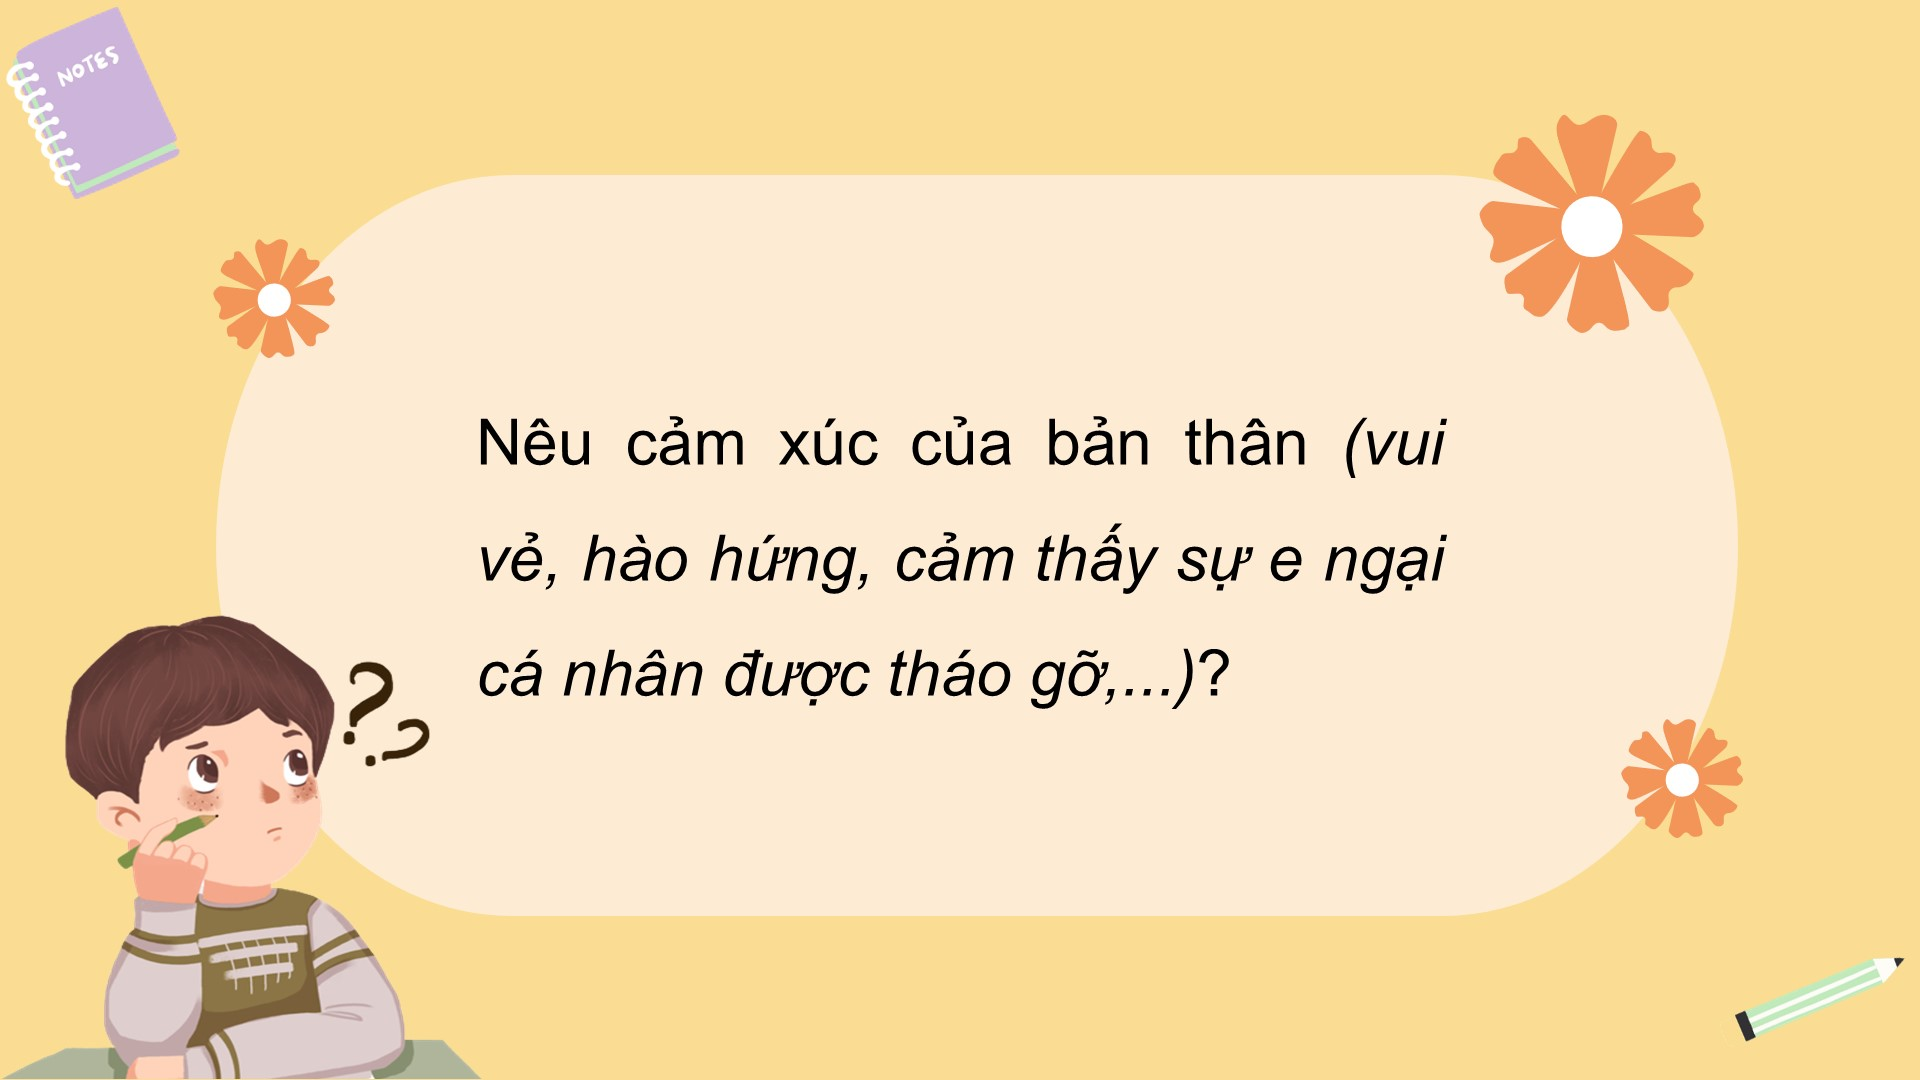 NOTES
Nêu cảm xúc của bản thân (vui
vẻ, hào hứng, cảm thấy sự e ngại
cá nhân được tháo gỡ,...)?
??